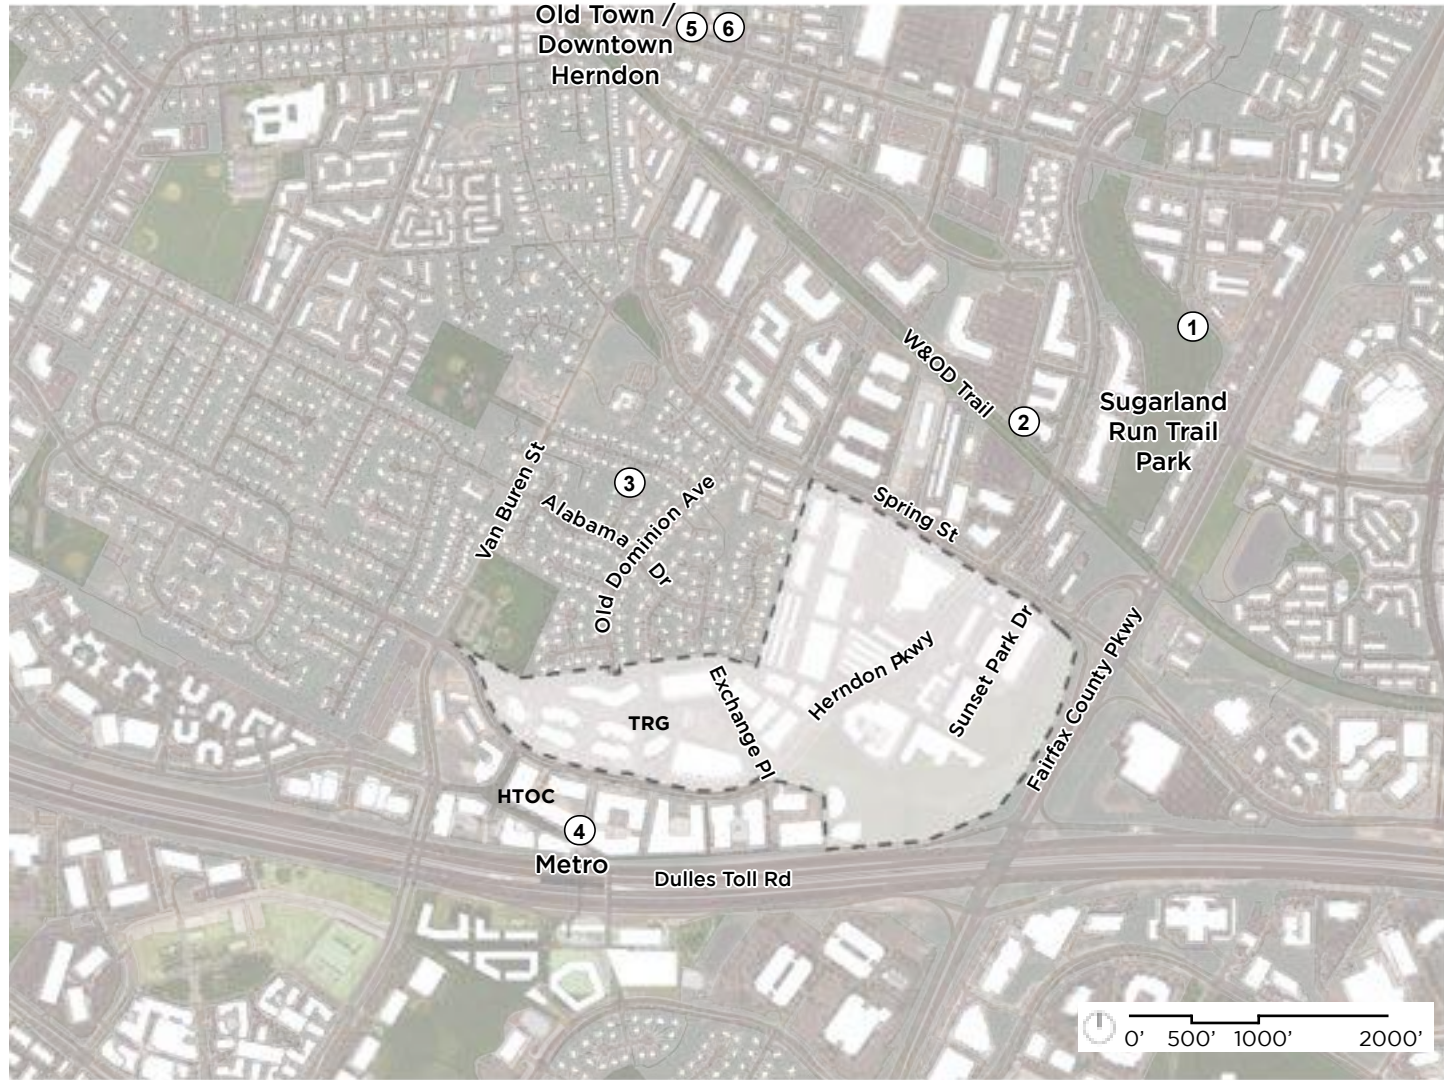 Old Town /
Downtown
Herndon
5
6
1
W&OD Trail
2
Sugarland
Run Trail
Park
3
Van Buren St
Alabama Dr
Old Dominion Ave
Spring St
Herndon Pkwy
Sunset Park Dr
Exchange Pl
Fairfax County Pkwy
TRG
HTOC
4
Metro
Dulles Toll Rd
0' 500' 1000' 2000'